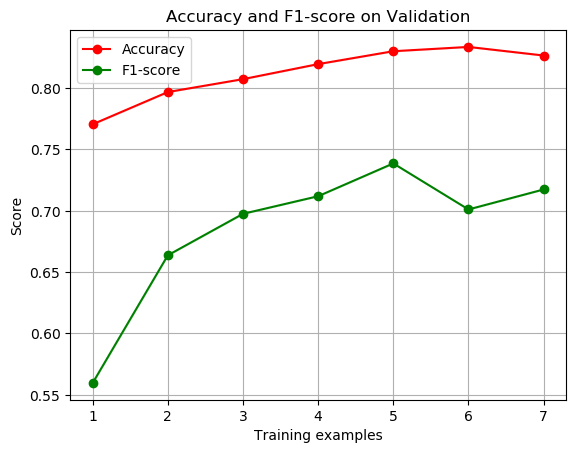 Accuracy and F1-score on Validation
Accuracy
F1-score
0.80
0.75
0.70
0.65
0.60
0.55
Score
1 2 3 4 5 6 7
Training examples